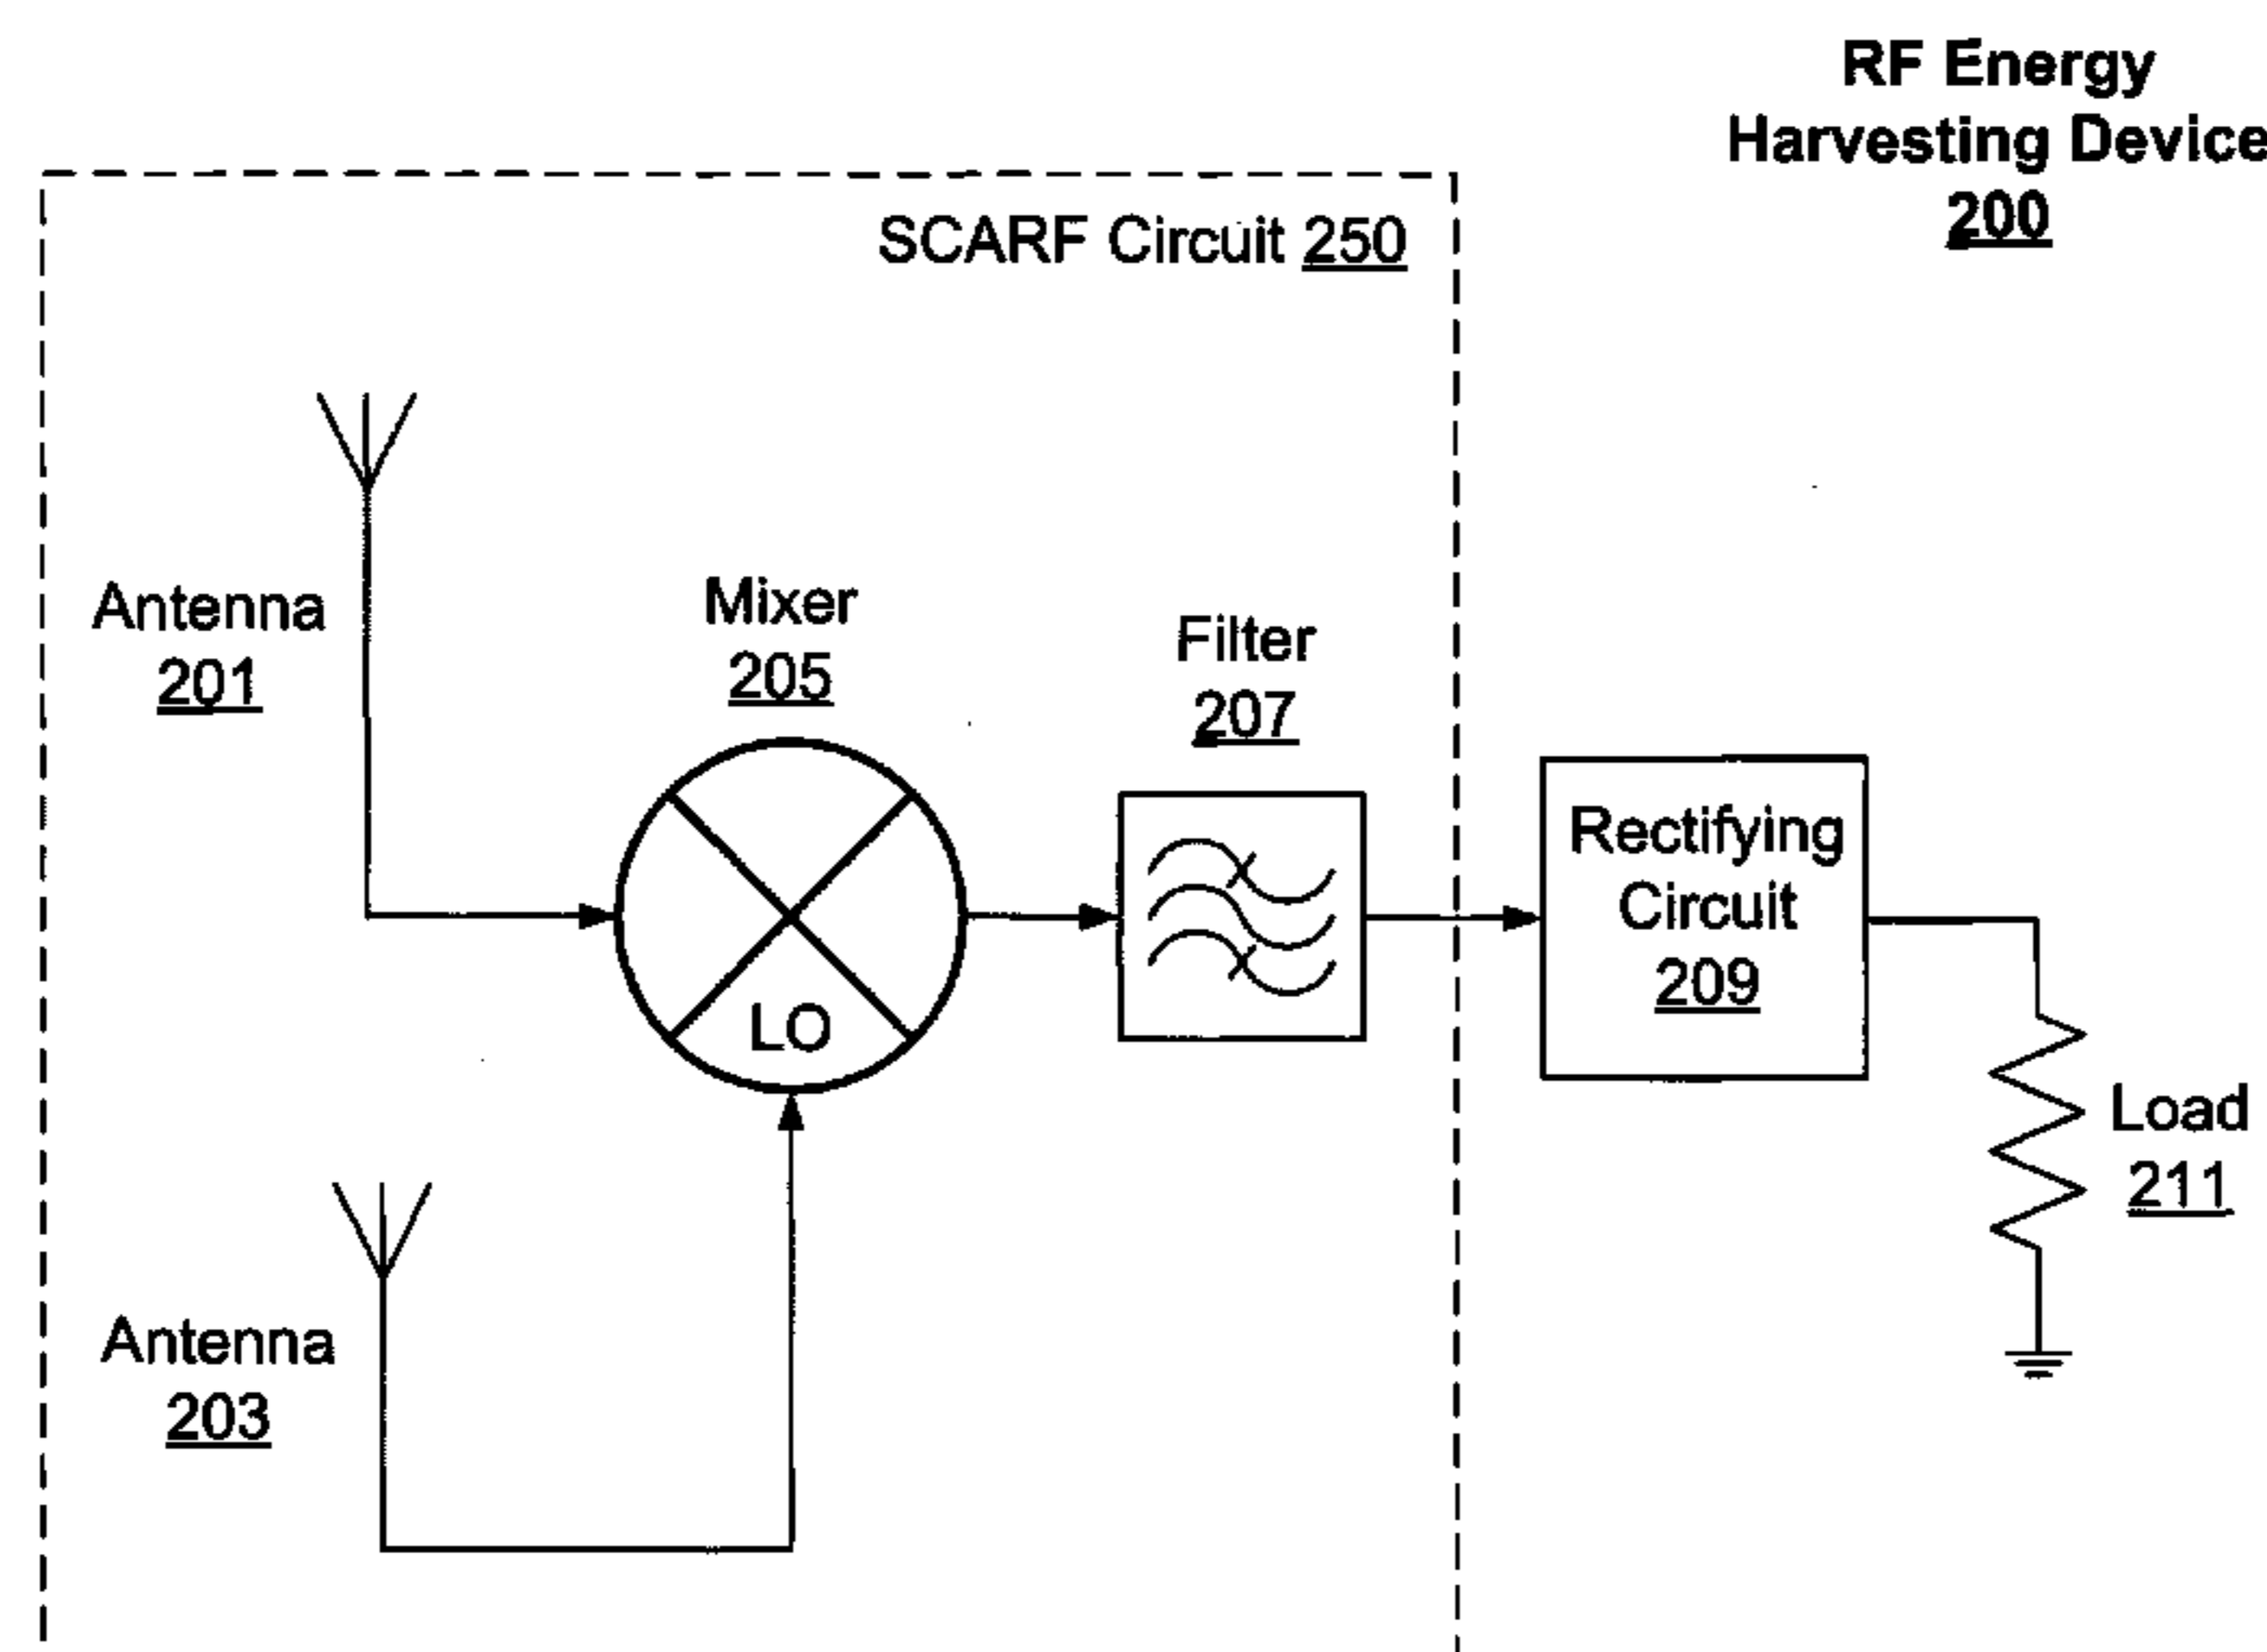 RF Energy
Harvesting Device
200
SCARF Circuit 250
Antenna
201
Mixer
205
Filter
207
LO
Rectifying
Circuit
209
Load
211
Antenna
203